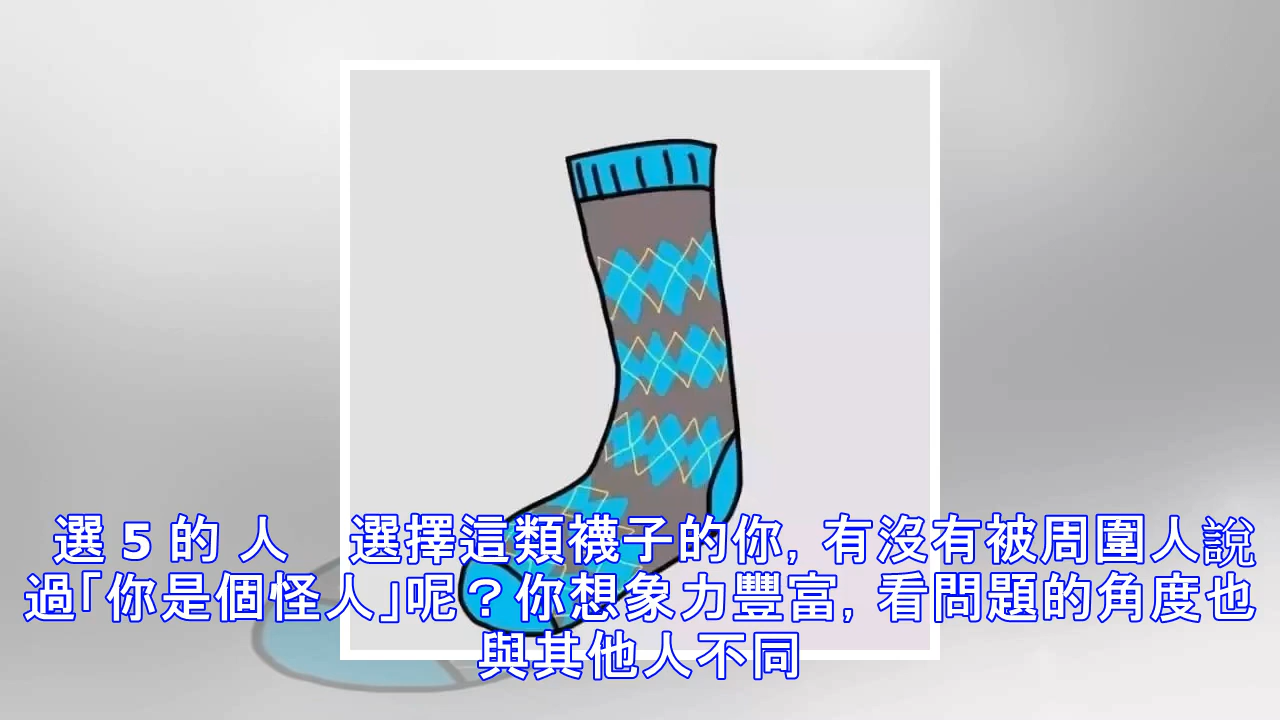 選 5 的 人　選擇這類襪子的你, 有沒有被周圍人說
過「你是個怪人」呢？你想象力豐富, 看問題的角度也
與其他人不同